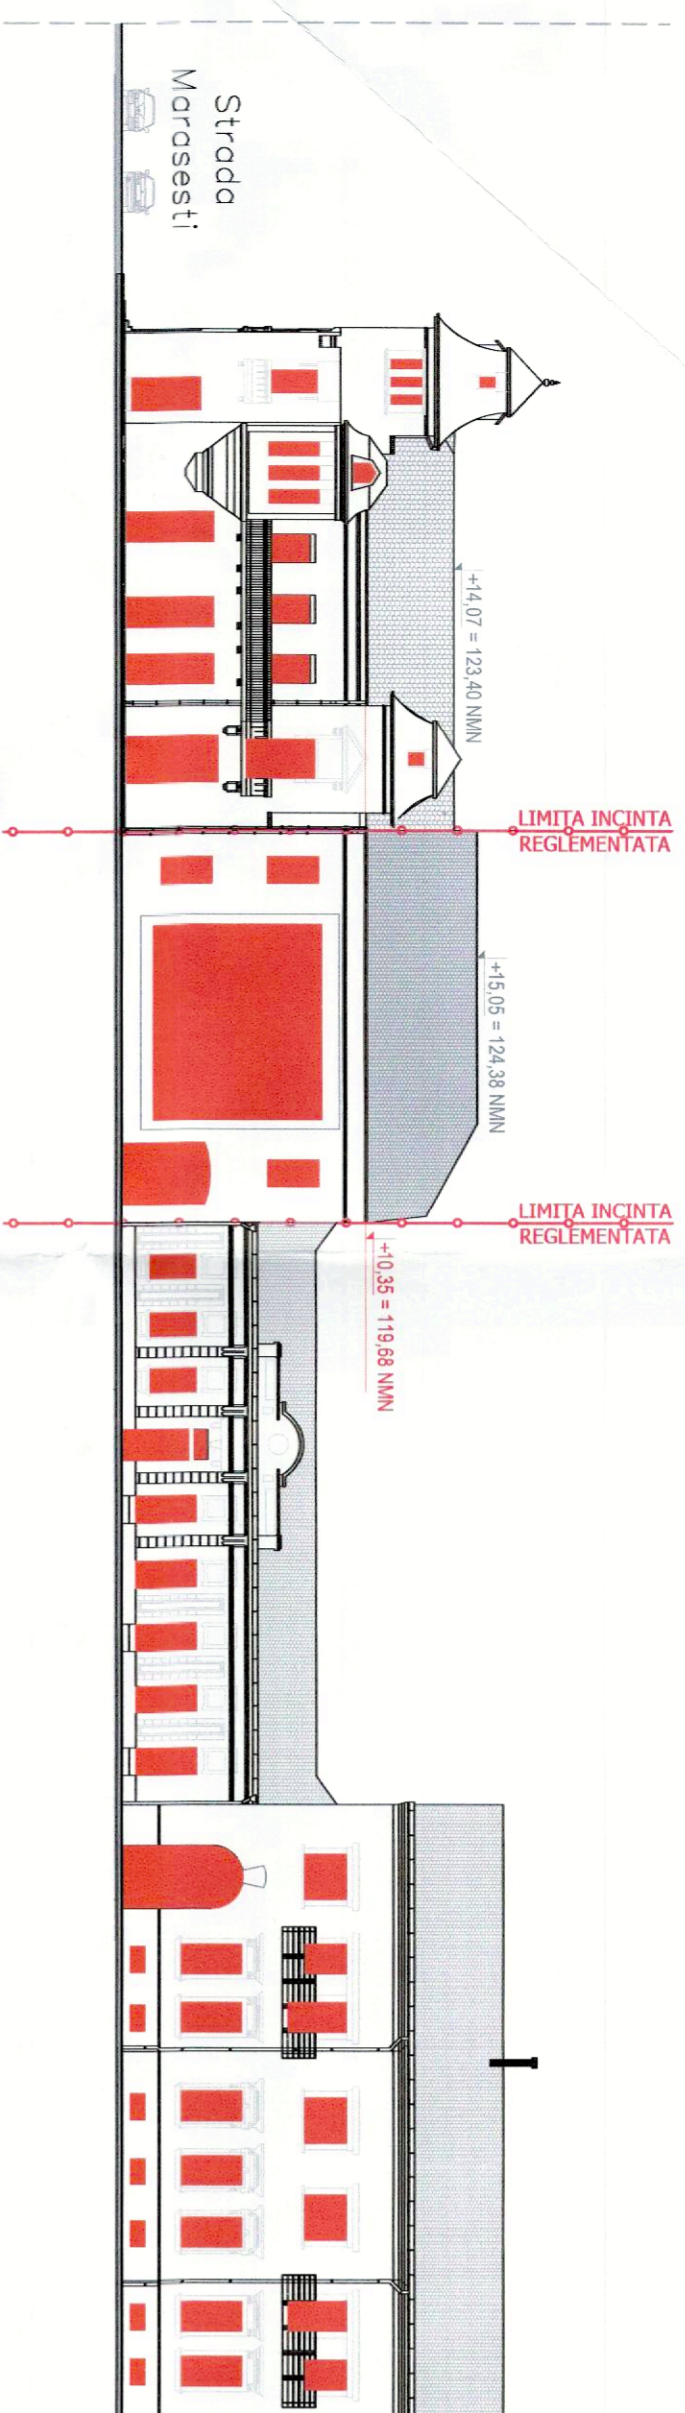 Strada
Marasesti
+14,07 = 123,40 NMN
LIMITA INCINTA
REGLEMENTATA
+15,05 = 124,38 NMN
LIMITA INCINTA
REGLEMENTATA
+10,35 = 119,68 NMN